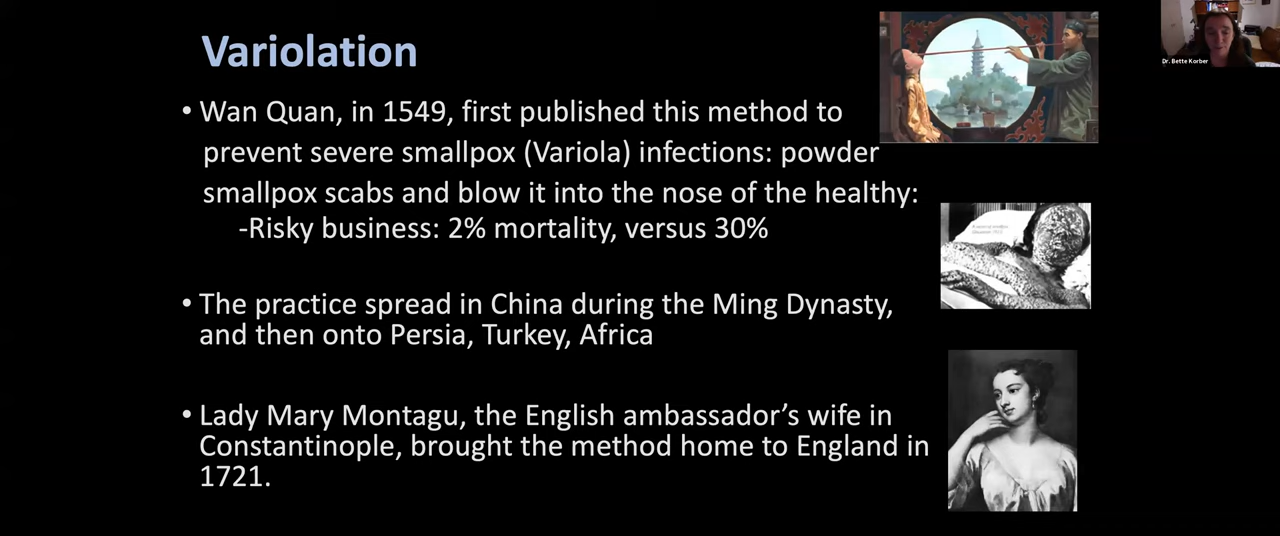 Variolation
Dr. Bette Korber
• Wan Quan, in 1549, first published this method to
prevent severe smallpox (Variola) infections: powder
smallpox scabs and blow it into the nose of the healthy:
-Risky business: 2% mortality, versus 30%
• The practice spread in China during the Ming Dynasty,
and then onto Persia, Turkey, Africa
• Lady Mary Montagu, the English ambassador’s wife in
Constantinople, brought the method home to England in
1721.